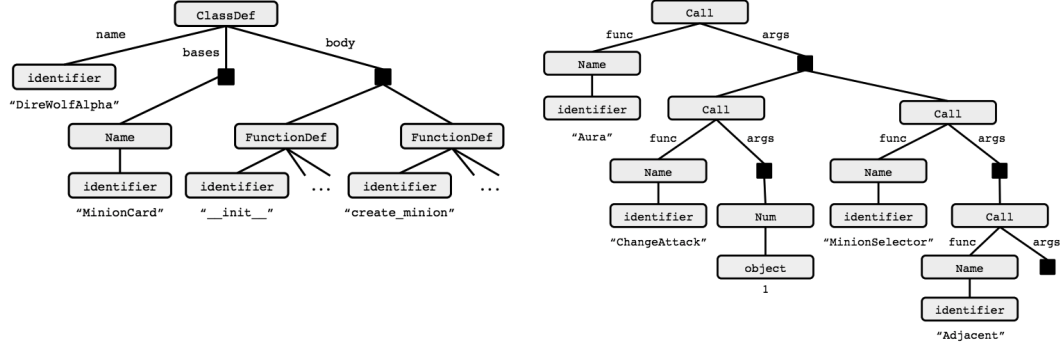 ClassDef
name
bases
body
identifier
“DireWolfAlpha”
Name
FunctionDef
FunctionDef
identifier
identifier
...
identifier
...
“MinionCard”
“__init__”
“create_minion”
Call
func
args
Name
identifier
“Aura”
Call
Call
func
args
func
args
Name
Name
identifier
Num
identifier
Call
“ChangeAttack”
“MinionSelector”
func
args
object
Name
1
identifier
“Adjacent”